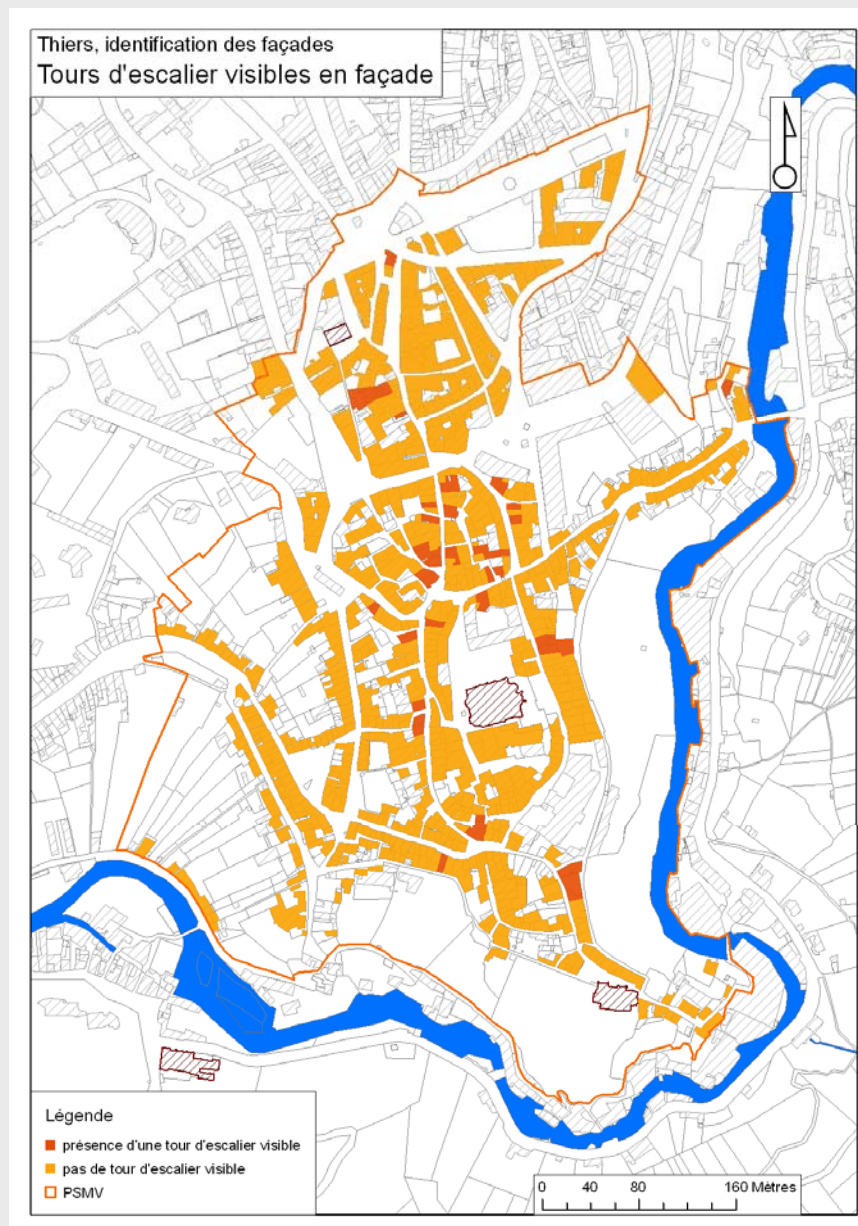 Thiers, identification des façades
Tours d'escalier visibles en façade
Légende
présence d'une tour d'escalier visible
pas de tour d'escalier visible
PSMV
0 40 80 160 Mètres